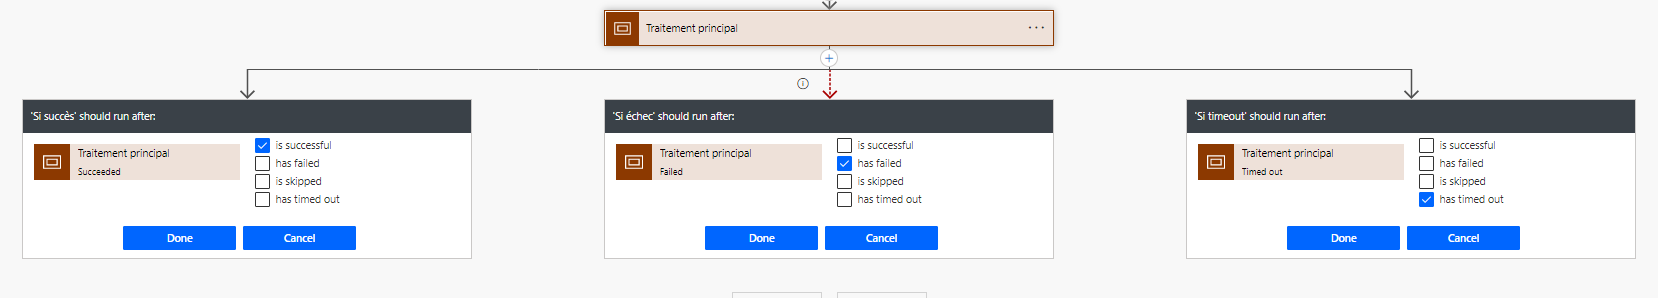 Traitement principal
'Si succès' should run after:
Traitement principal
Succeeded
is successful
has failed
is skipped
has timed out
Done
Cancel
'Si échec' should run after:
Traitement principal
Failed
is successful
has failed
is skipped
has timed out
Done
Cancel
'Si timeout' should run after:
Traitement principal
Timed out
is successful
has failed
is skipped
has timed out
Done
Cancel